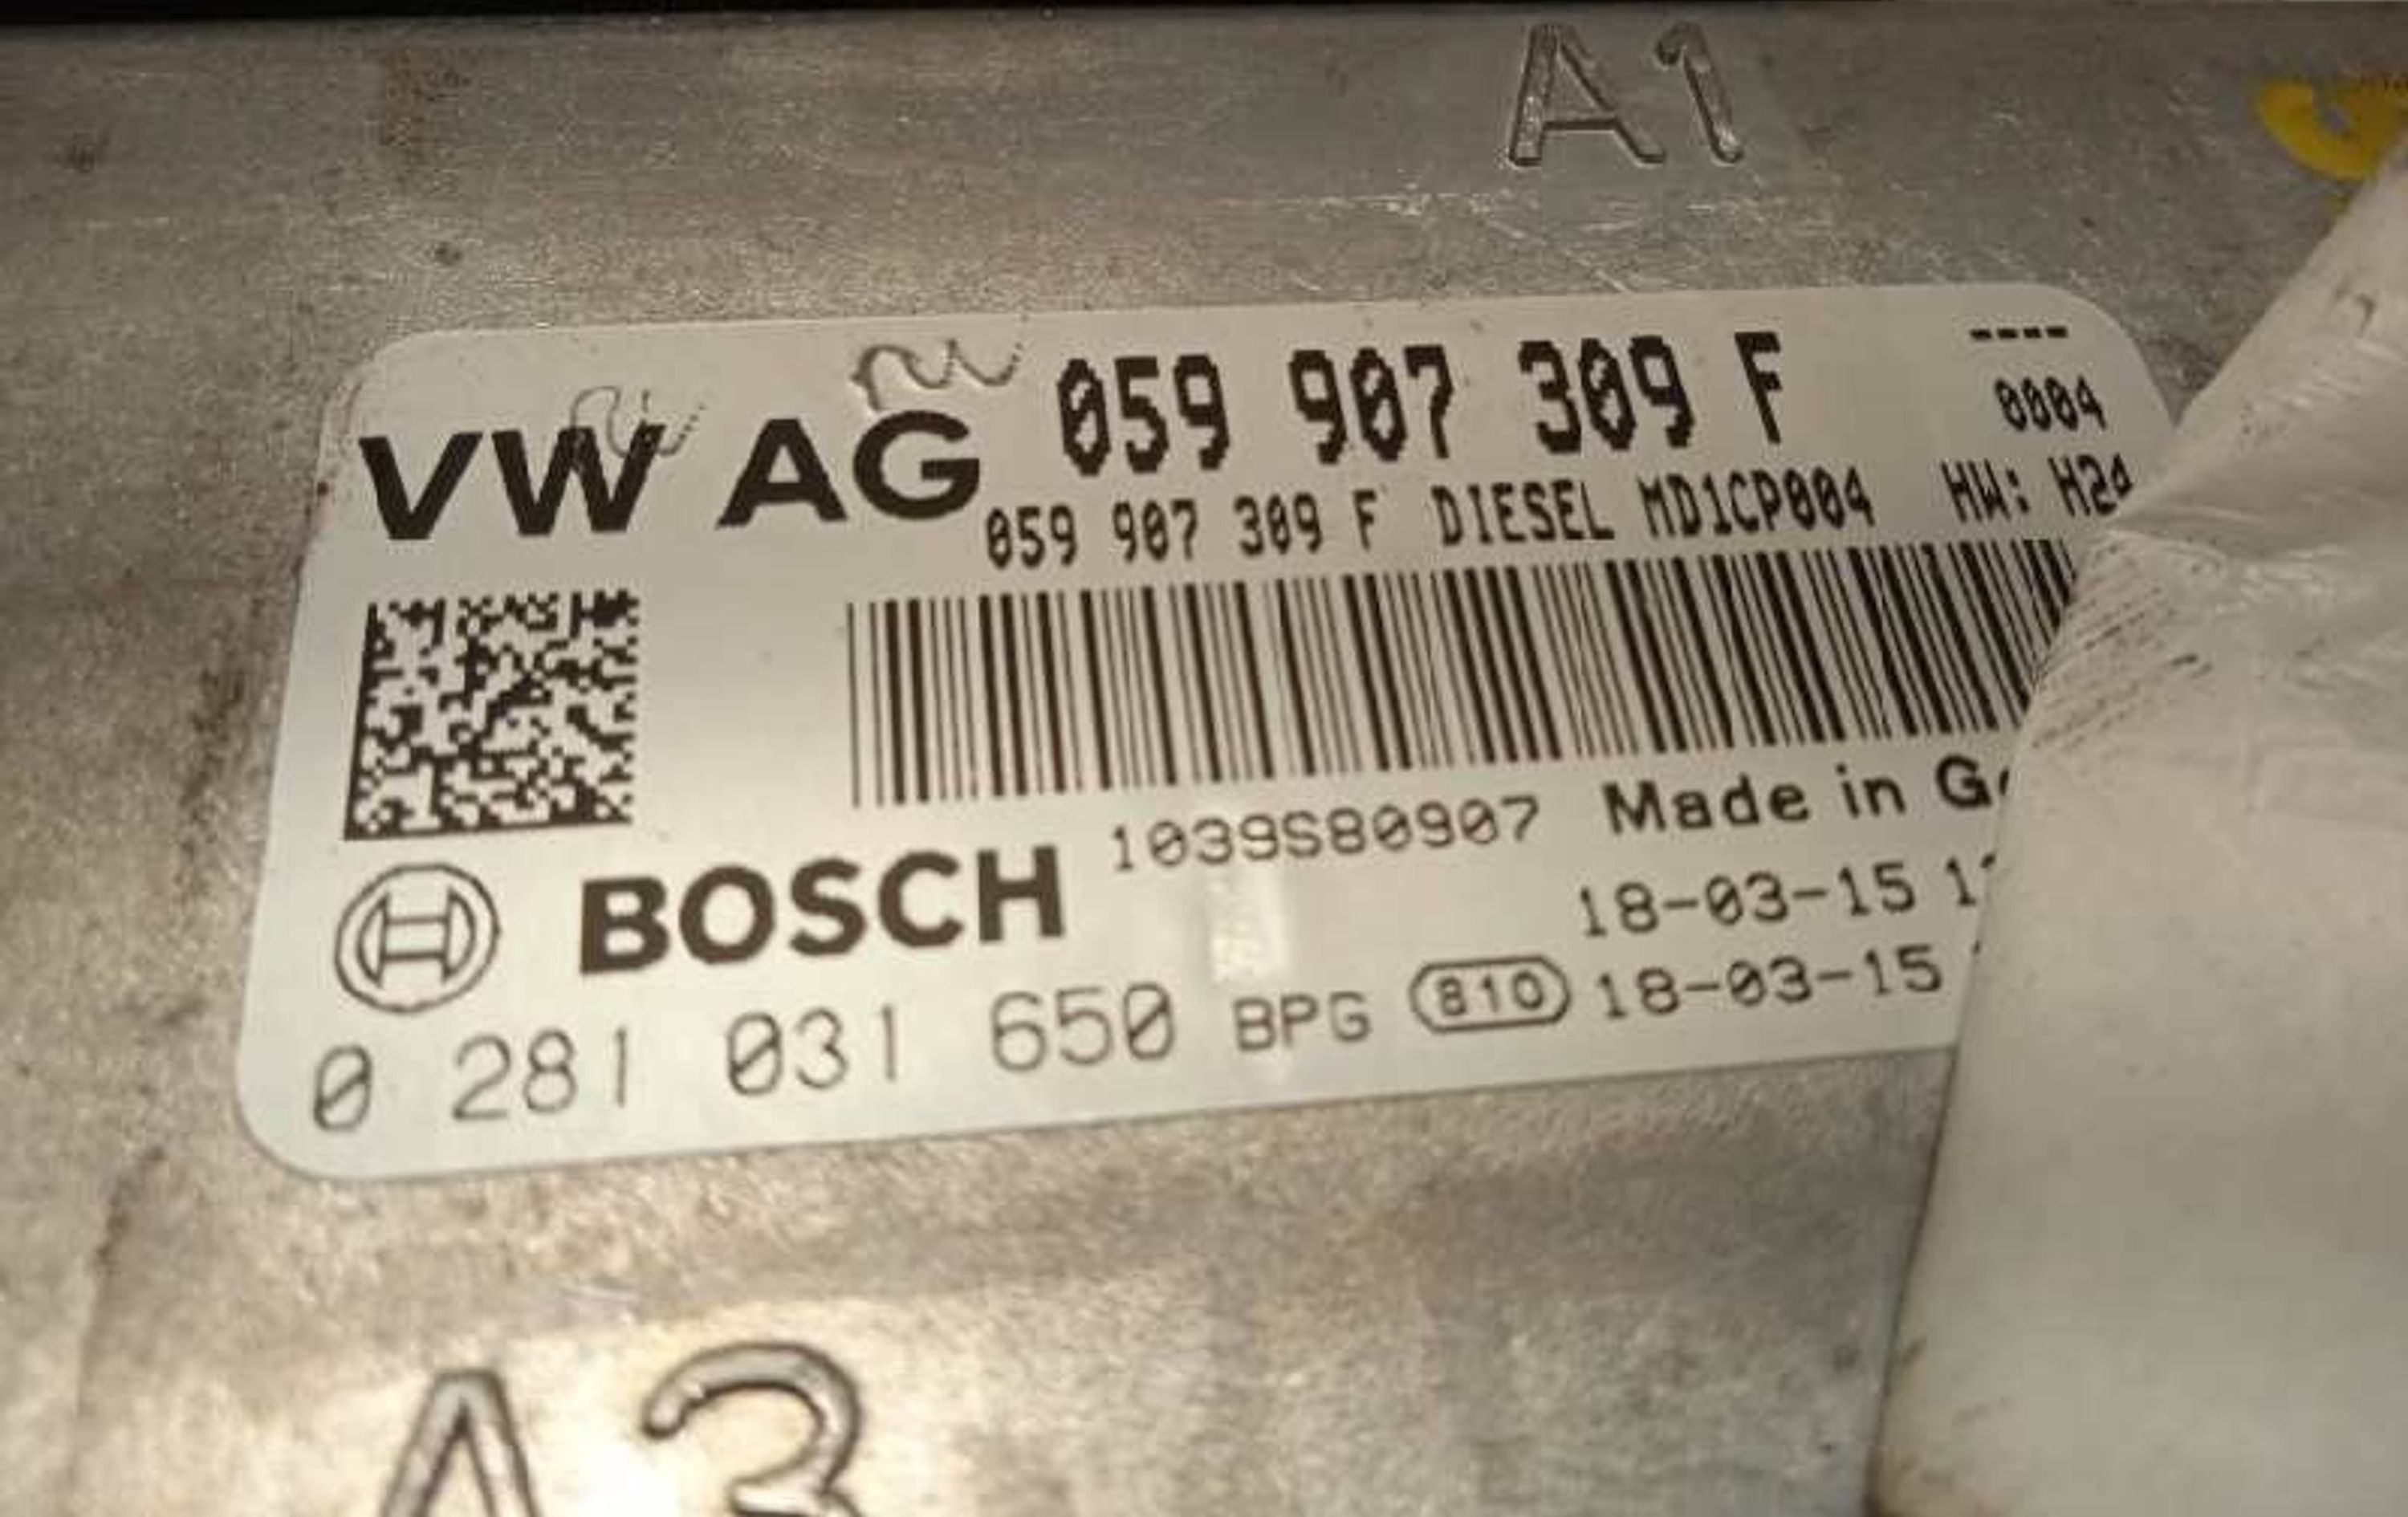 A1
VW AG 059 907 309 F ----
0004
059 907 309 F DIESEL MD1CP004 HW:
1039S80907 Made in
BOSCH 18-03-15
0 281 031 650 BPG 810 18-03-15
A3